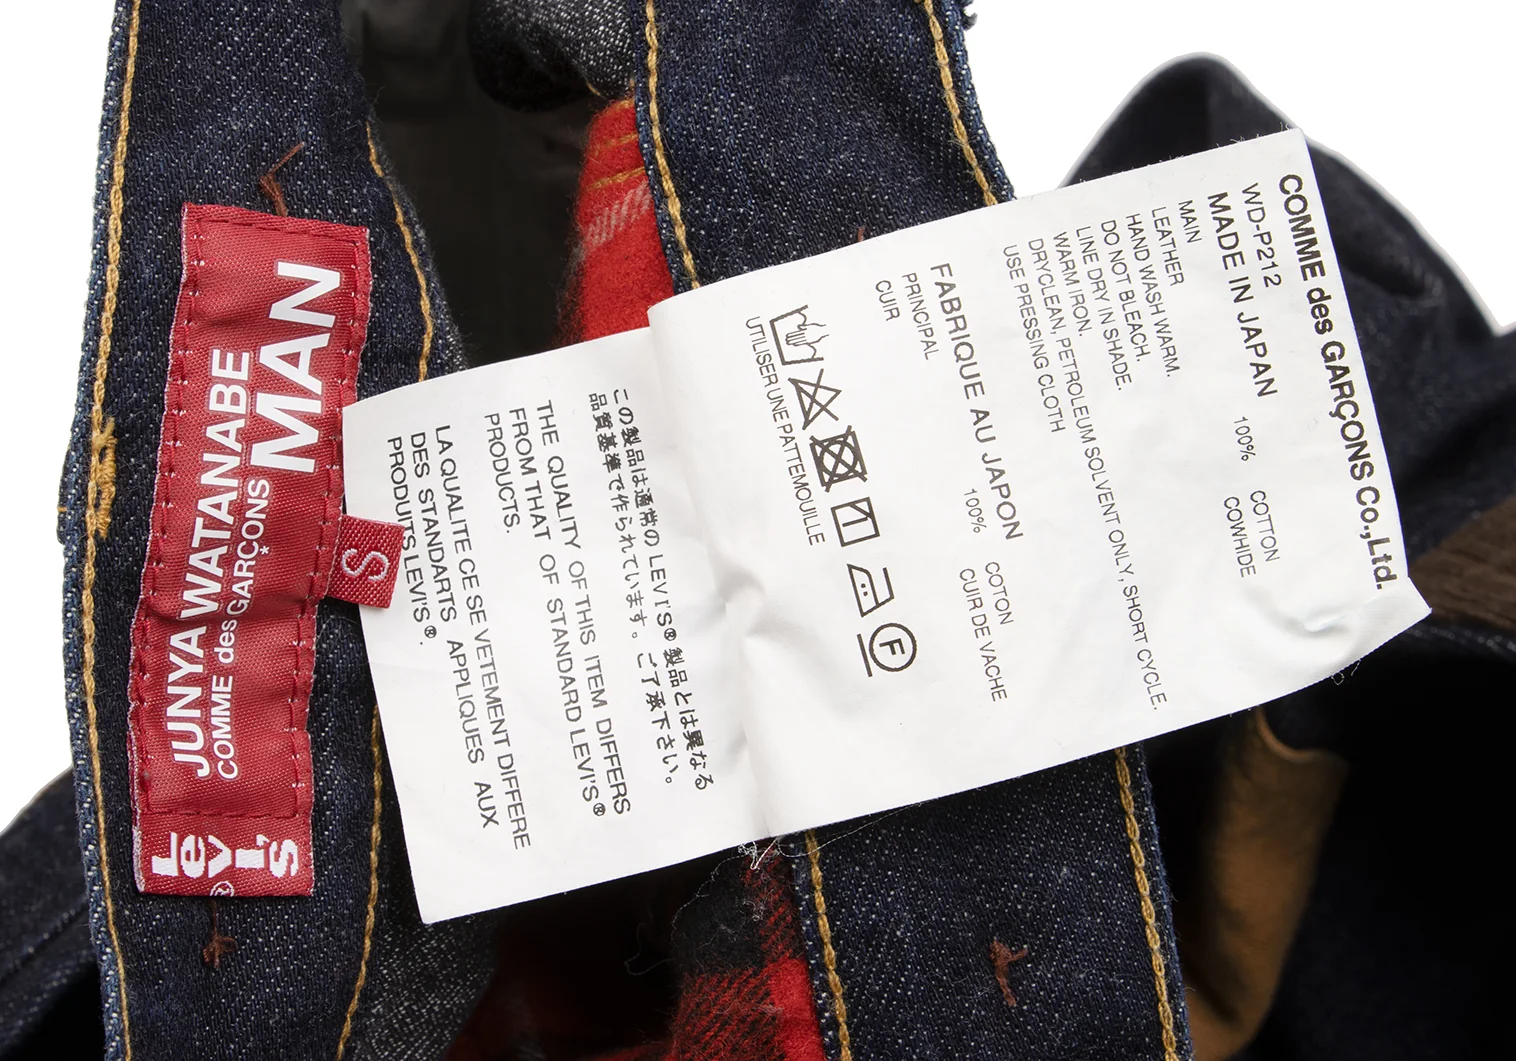 JUNYA WATANABE
COMME des GARÇONS
MAN
Levi's®
S
COMME des GARÇONS Co.,Ltd.
WD-P212
MADE IN JAPAN
MAIN 100% COTTON
LEATHER COWHIDE
HAND WASH WARM.
DO NOT BLEACH.
LINE DRY IN SHADE.
WARM IRON.
DRYCLEAN, PETROLEUM SOLVENT ONLY, SHORT CYCLE.
USE PRESSING CLOTH
FABRIQUE AU JAPON
PRINCIPAL 100% COTON
CUIR CUIR DE VACHE
F
UTILISER UNE PATTEMOUILLE
この製品は通常の LEVI'S® 製品とは異なる
品質基準で作られています。ご了承下さい。
THE QUALITY OF THIS ITEM DIFFERS
FROM THAT OF STANDARD LEVI'S®
PRODUCTS.
LA QUALITE CE SE VETEMENT DIFFERE
DES STANDARTS APPLIQUES AUX
PRODUITS LEVI'S®.